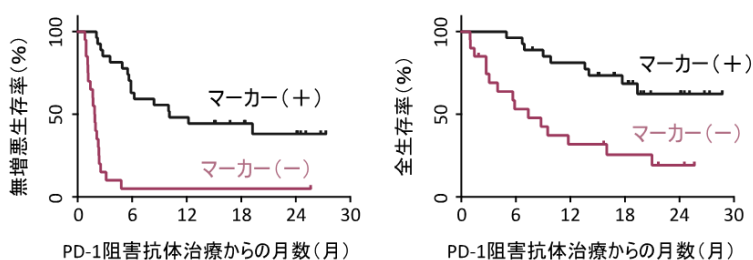 無増悪生存率(%)
100
50
0
マーカー(+)
マーカー(−)
0 6 12 18 24 30
PD-1阻害抗体治療からの月数(月)
全生存率(%)
100
50
0
マーカー(+)
マーカー(−)
0 6 12 18 24 30
PD-1阻害抗体治療からの月数(月)